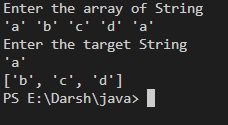 Enter the array of String
'a' 'b' 'c' 'd' 'a'
Enter the target String
'a'
['b', 'c', 'd']
PS E:\Darsh\java>